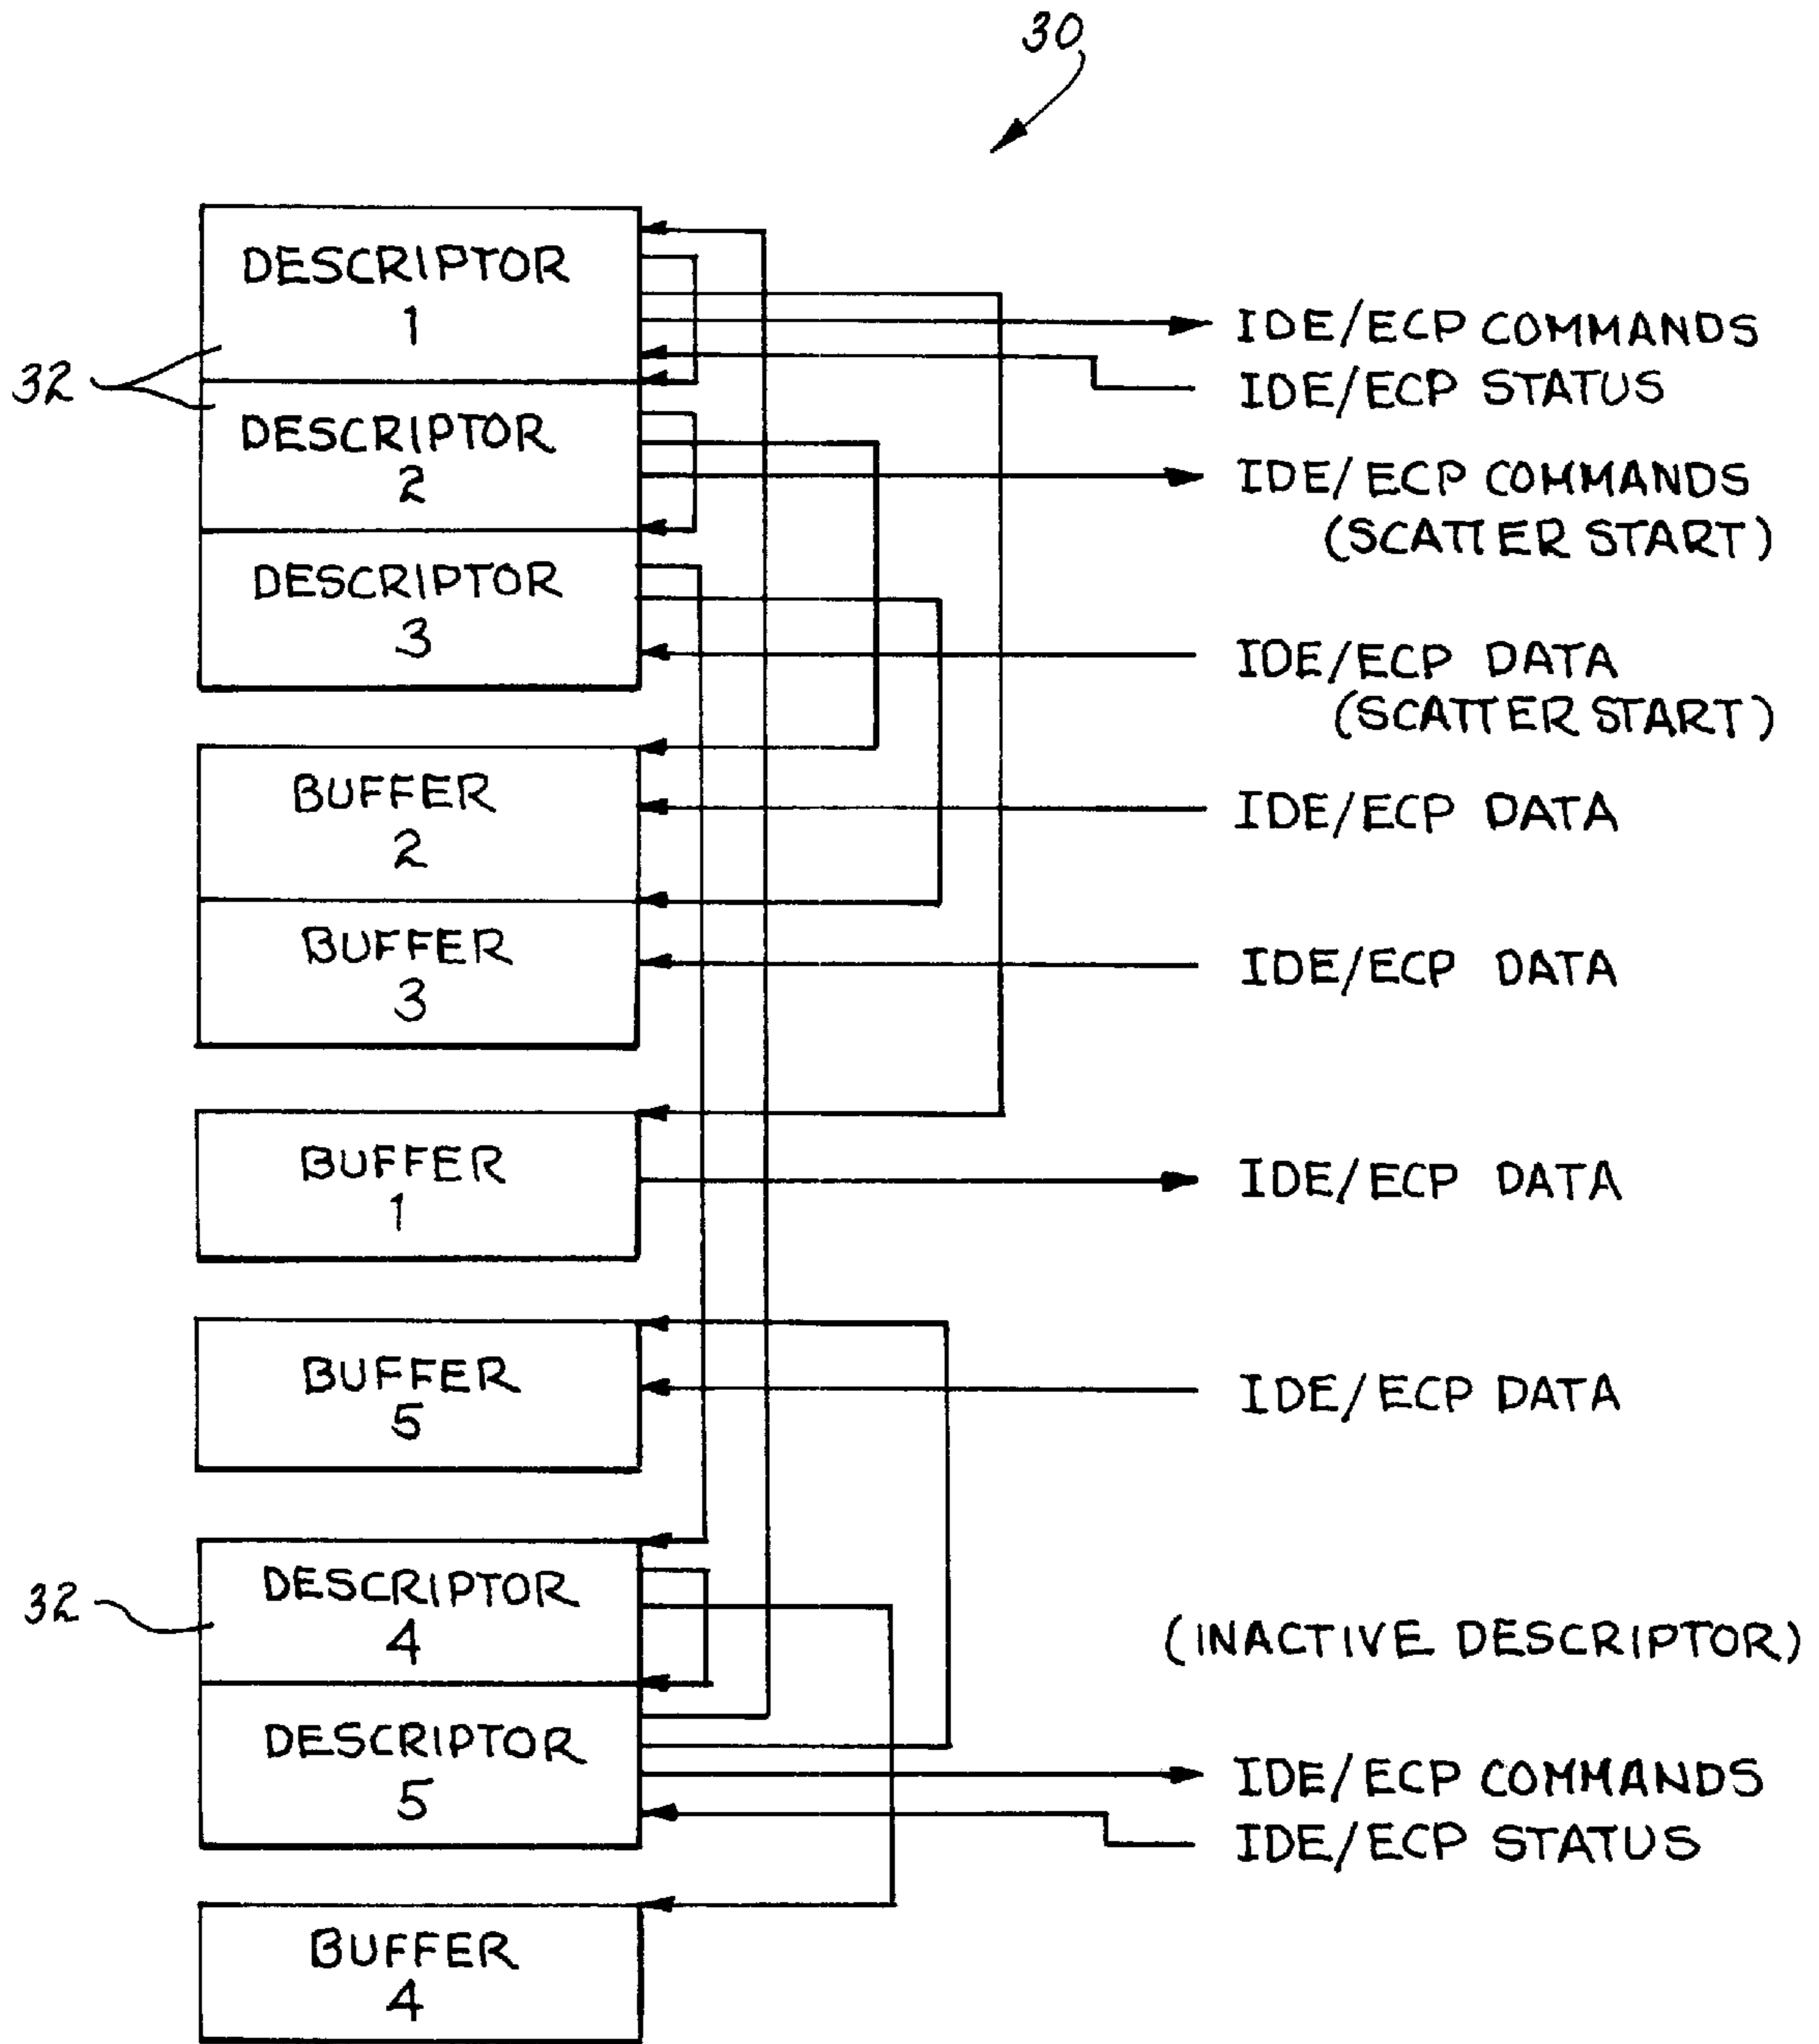 30
DESCRIPTOR
1
IDE/ECP COMMANDS
IDE/ECP STATUS
32
DESCRIPTOR
2
IDE/ECP COMMANDS
(SCATTER START)
DESCRIPTOR
3
IDE/ECP DATA
(SCATTER START)
BUFFER
2
IDE/ECP DATA
BUFFER
3
IDE/ECP DATA
BUFFER
1
IDE/ECP DATA
BUFFER
5
IDE/ECP DATA
32
DESCRIPTOR
4
(INACTIVE DESCRIPTOR)
DESCRIPTOR
5
IDE/ECP COMMANDS
IDE/ECP STATUS
BUFFER
4